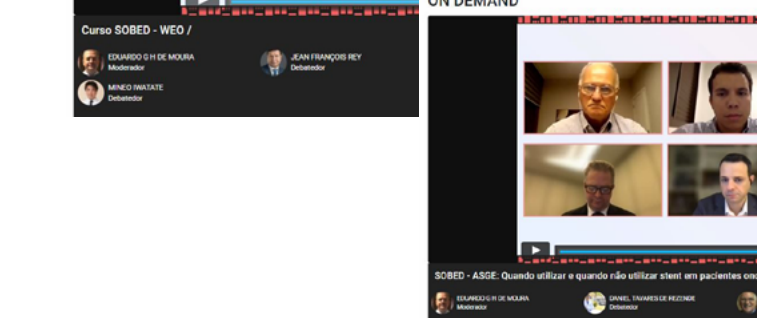 Curso SOBED - WEO /
EDUARDO G H DE MOURA
Moderador
JEAN FRANÇOIS REY
Debatedor
MINEO IWATATE
Debatedor
ON DEMAND
SOBED - ASGE: Quando utilizar e quando não utilizar stent em pacientes onc
EDUARDO G H DE MOURA
Moderador
DANIEL TAVARES DE REZENDE
Debatedor